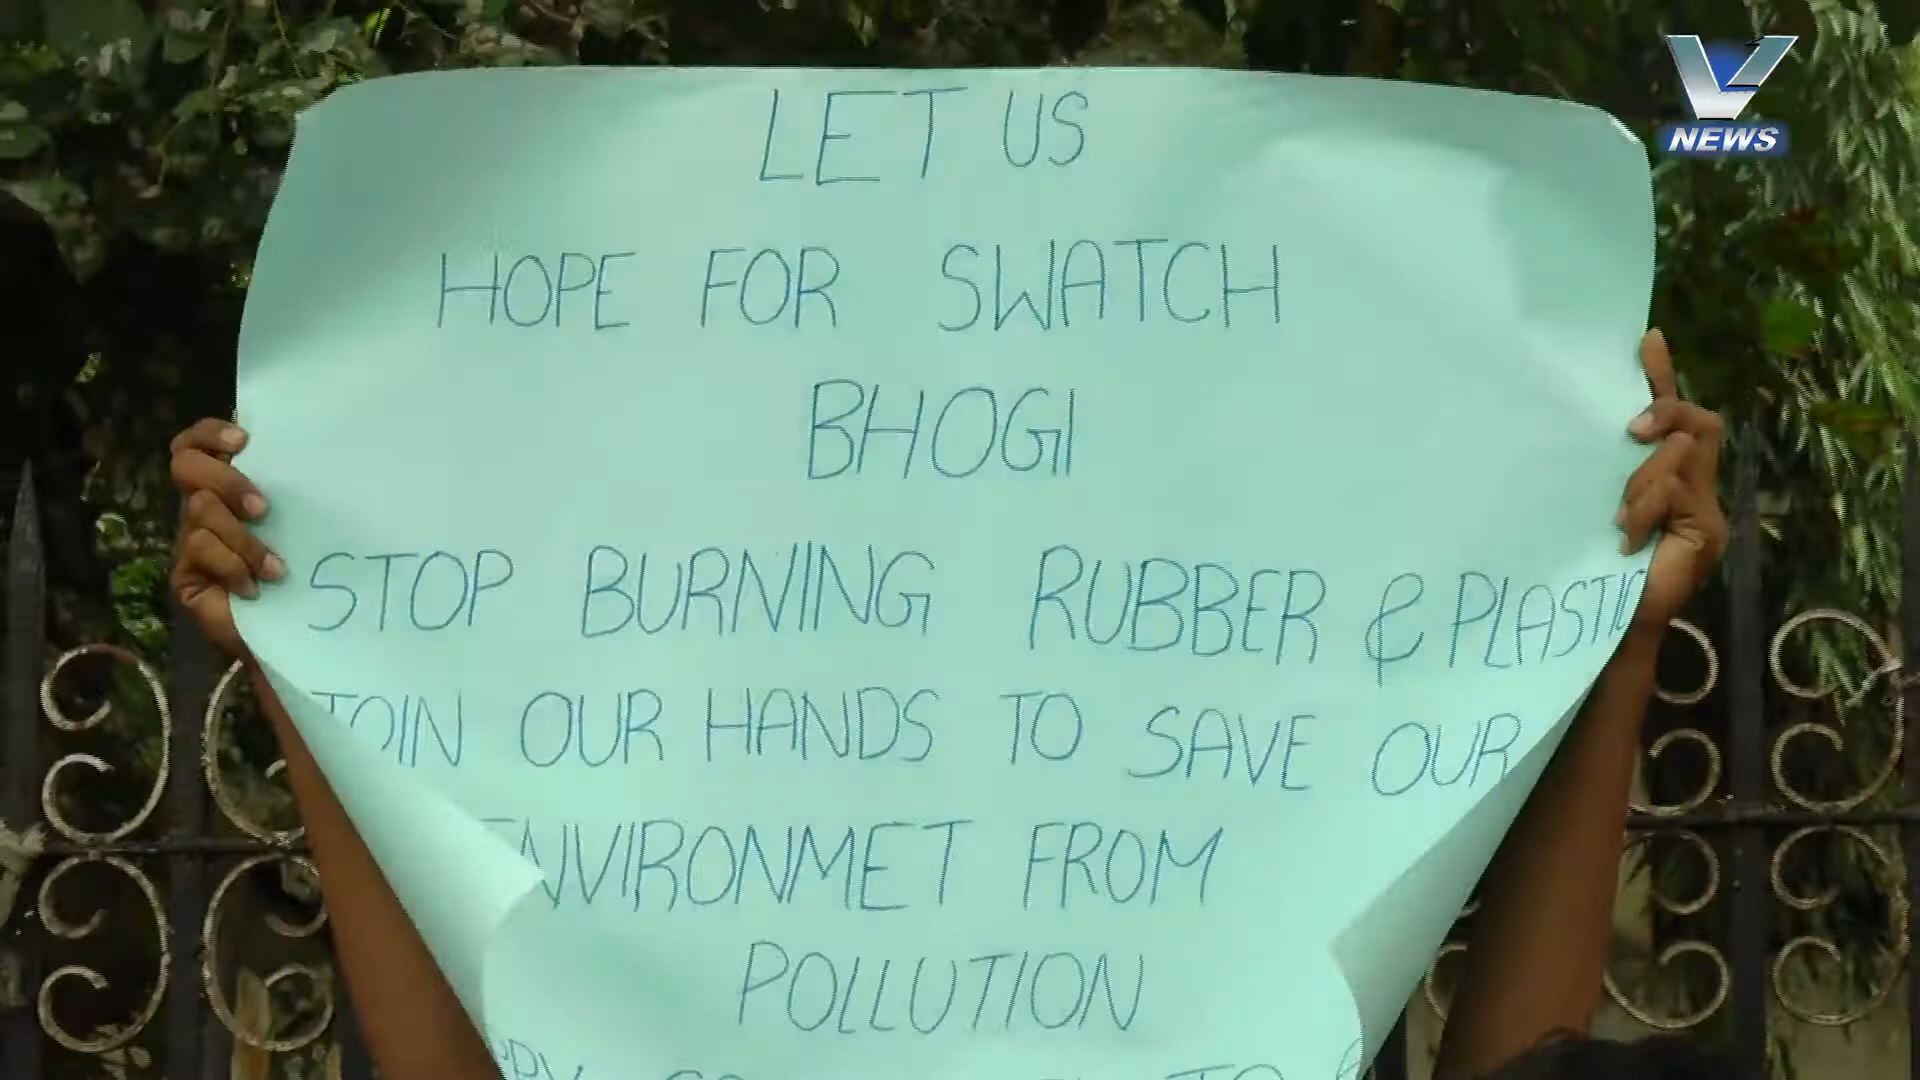 LET US
HOPE FOR SWATCH
BHOGI
STOP BURNING RUBBER & PLASTIC
JOIN OUR HANDS TO SAVE OUR
ENVIRONMET FROM
POLLUTION
V NEWS